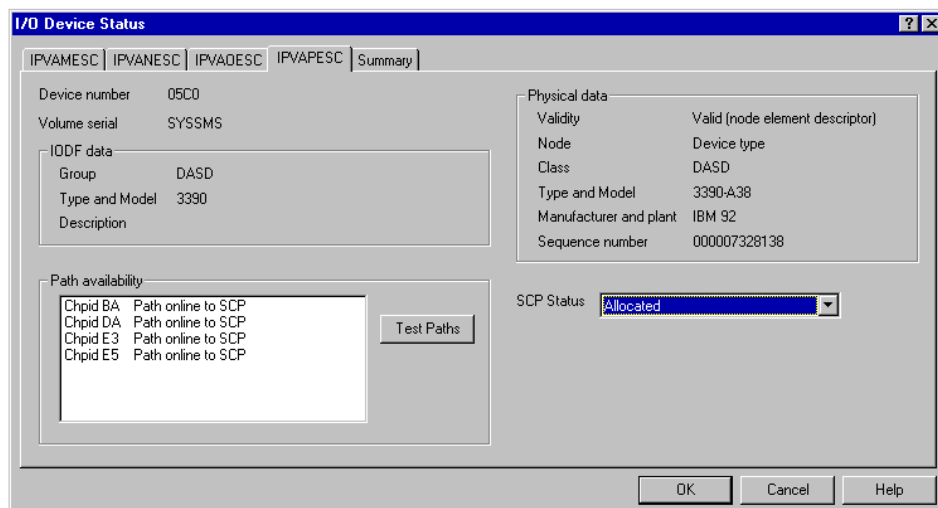 I/O Device Status
IPVAMESC IPVANESC IPVAOESC IPVAPESC Summary
Device number 05C0
Volume serial SYSSMS
IODF data
Group DASD
Type and Model 3390
Description
Physical data
Validity Valid (node element descriptor)
Node Device type
Class DASD
Type and Model 3390-A38
Manufacturer and plant IBM 92
Sequence number 000007328138
Path availability
Chpid BA Path online to SCP
Chpid DA Path online to SCP
Chpid E3 Path online to SCP
Chpid E5 Path online to SCP
Test Paths
SCP Status Allocated
OK Cancel Help